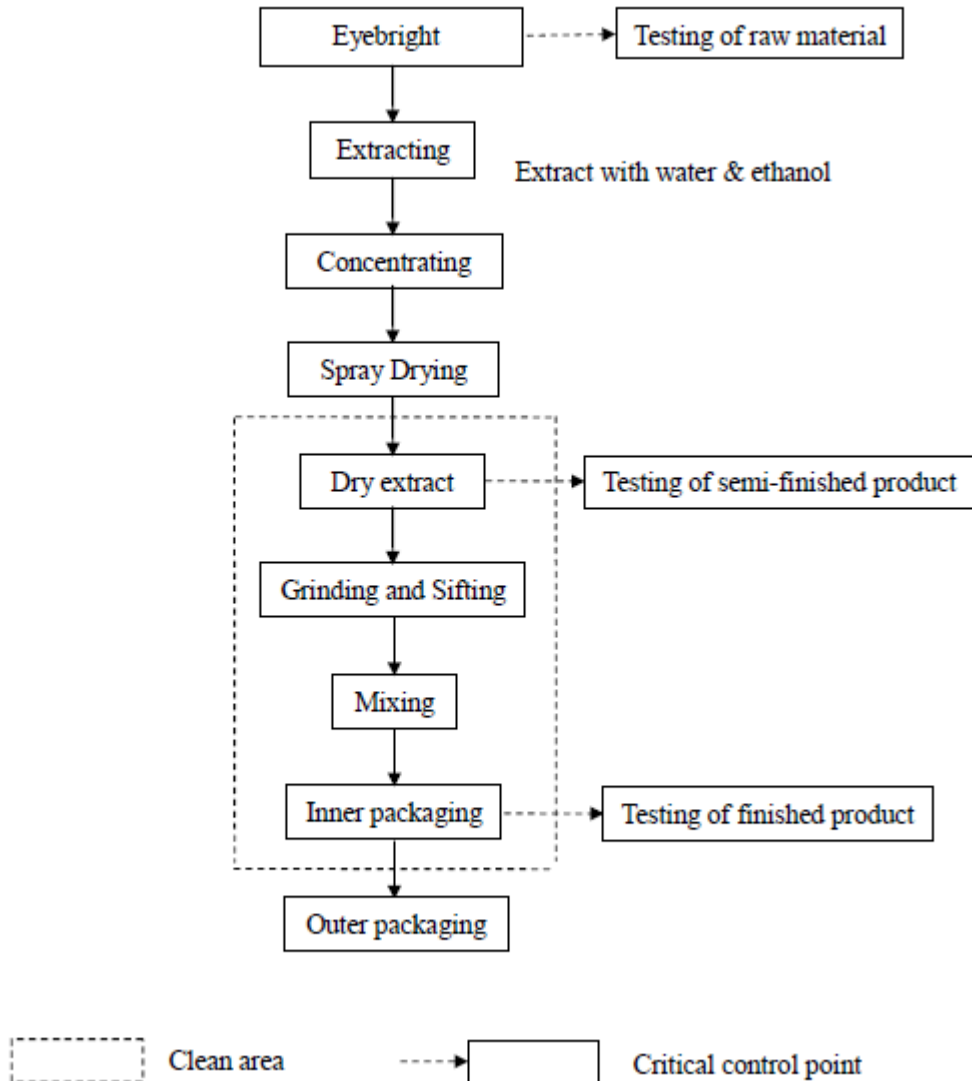 Eyebright
Testing of raw material
Extracting
Extract with water & ethanol
Concentrating
Spray Drying
Dry extract
Testing of semi-finished product
Grinding and Sifting
Mixing
Inner packaging
Testing of finished product
Outer packaging
Clean area
Critical control point